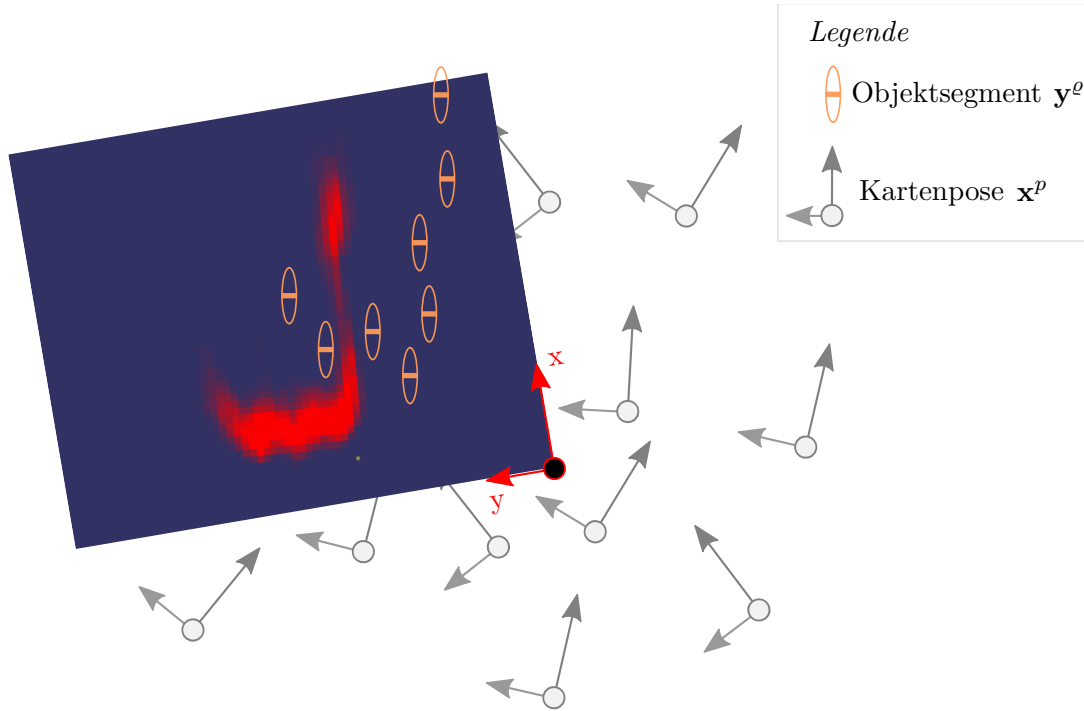 Legende
Objektsegment y^ϱ
Kartenpose x^p
x
y